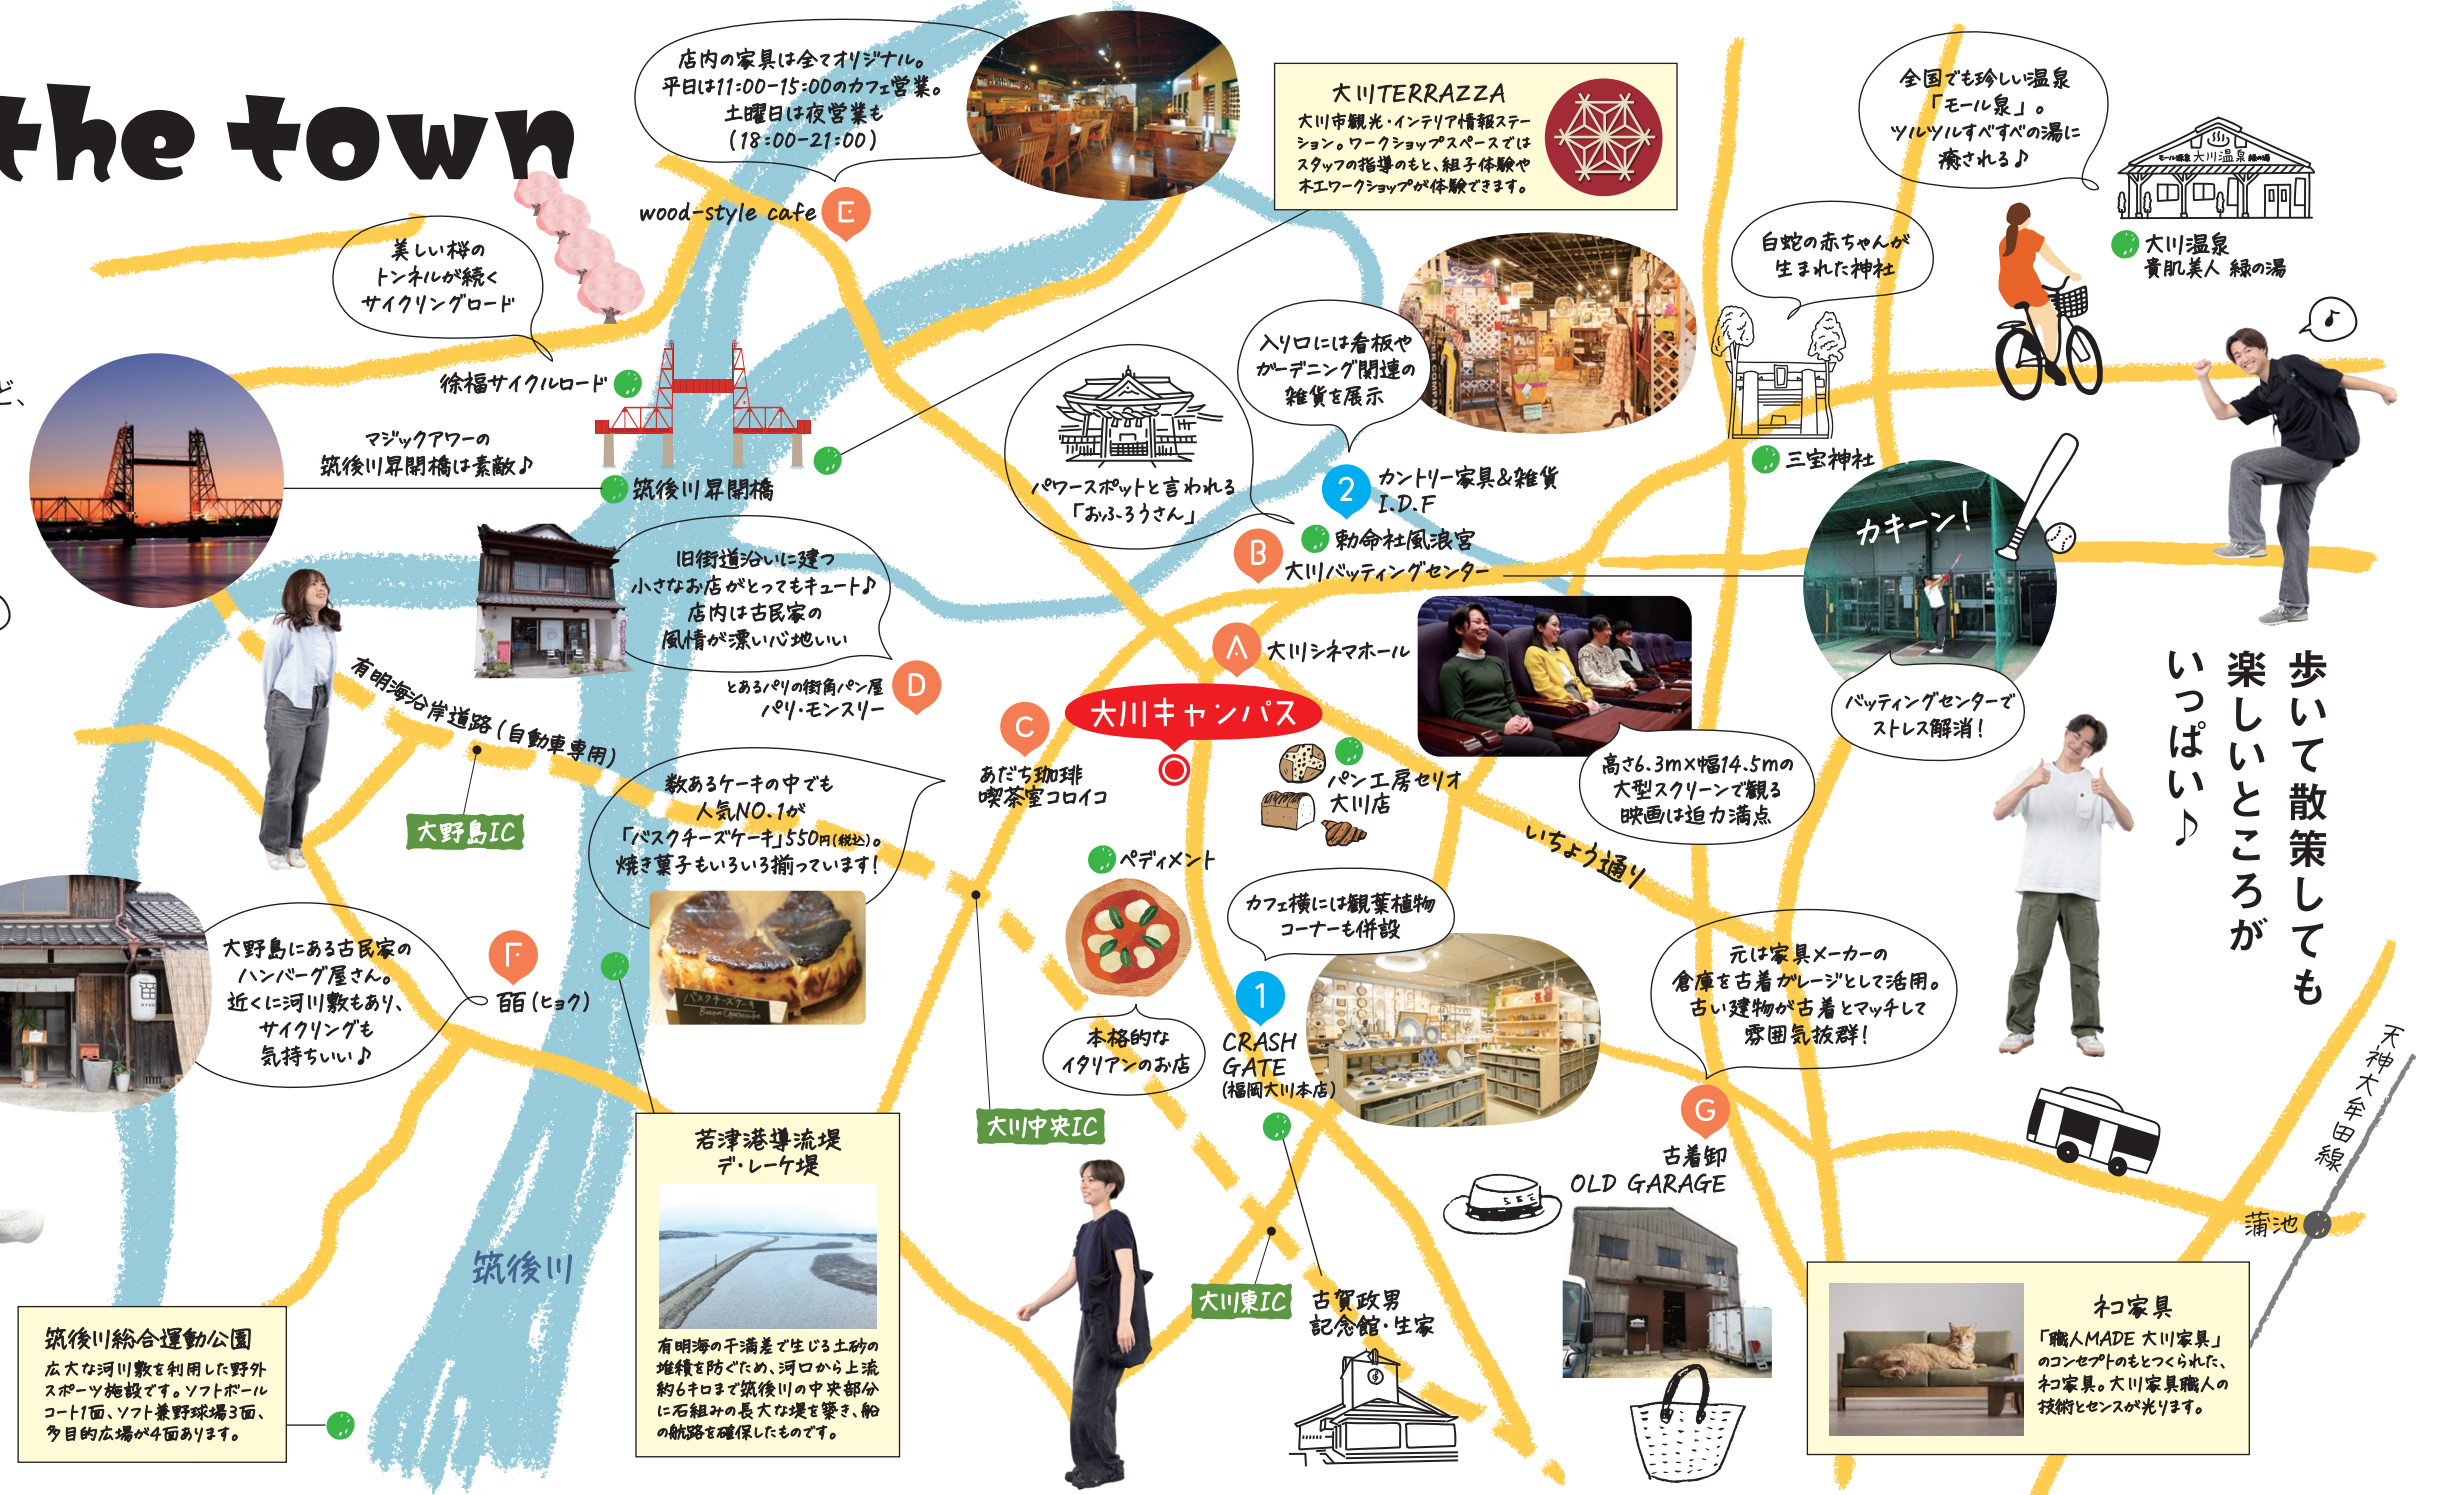 the town
店内の家具は全てオリジナル。
平日は11:00-15:00のカフェ営業。
土曜日は夜営業も
(18:00-21:00)
wood-style cafe
E
美しい桜の
トンネルが続く
サイクリングロード
徐福サイクルロード
マジックアワーの
筑後川昇開橋は素敵♪
筑後川昇開橋
ど、
大川TERRAZZA
大川市観光・インテリア情報ステー
ション。ワークショップスペースでは
スタッフの指導のもと、組子体験や
木工ワークショップが体験できます。
全国でも珍しい温泉
「モール泉」。
ツルツルすべすべの湯に
癒される♪
モール温泉 大川温泉 緑の湯
大川温泉
貴肌美人 緑の湯
白蛇の赤ちゃんが
生まれた神社
三宝神社
入り口には看板や
ガーデニング関連の
雑貨を展示
2
カントリー家具&雑貨
I.D.F
パワースポットと言われる
「おふろうさん」
勅命社風浪宮
B
大川バッティングセンター
カキーン!
バッティングセンターで
ストレス解消!
旧街道沿いに建つ
小さなお店がとってもキュート♪
店内は古民家の
風情が漂い心地いい
D
とあるパリの街角パン屋
パリ・モンスリー
A
大川シネマホール
高さ6.3m×幅14.5mの
大型スクリーンで観る
映画は迫力満点
大川キャンパス
C
あだち珈琲
喫茶室コロイコ
パン工房セリオ
大川店
有明海沿岸道路(自動車専用)
大野島IC
数あるケーキの中でも
人気NO.1が
「バスクチーズケーキ」550円(税込)。
焼き菓子もいろいろ揃っています!
バスクチーズケーキ
ペディメント
本格的な
イタリアンのお店
いちょう通り
カフェ横には観葉植物
コーナーも併設
1
CRASH
GATE
(福岡大川本店)
元は家具メーカーの
倉庫を古着ガレージとして活用。
古い建物が古着とマッチして
雰囲気抜群!
G
古着卸
OLD GARAGE
歩いて散策しても
楽しいところが
いっぱい♪
大野島にある古民家の
ハンバーグ屋さん。
近くに河川敷もあり、
サイクリングも
気持ちいい♪
F
百百(ヒョク)
大川中央IC
若津港導流堤
デ・レーケ堤
有明海の干満差で生じる土砂の
堆積を防ぐため、河口から上流
約6キロまで筑後川の中央部分
に石組みの長大な堤を築き、船
の航路を確保したものです。
筑後川
筑後川総合運動公園
広大な河川敷を利用した野外
スポーツ施設です。ソフトボール
コート1面、ソフト兼野球場3面、
多目的広場が4面あります。
大川東IC
古賀政男
記念館・生家
天神大牟田線
蒲池
ネコ家具
「職人MADE 大川家具」
のコンセプトのもとつくられた、
ネコ家具。大川家具職人の
技術とセンスが光ります。